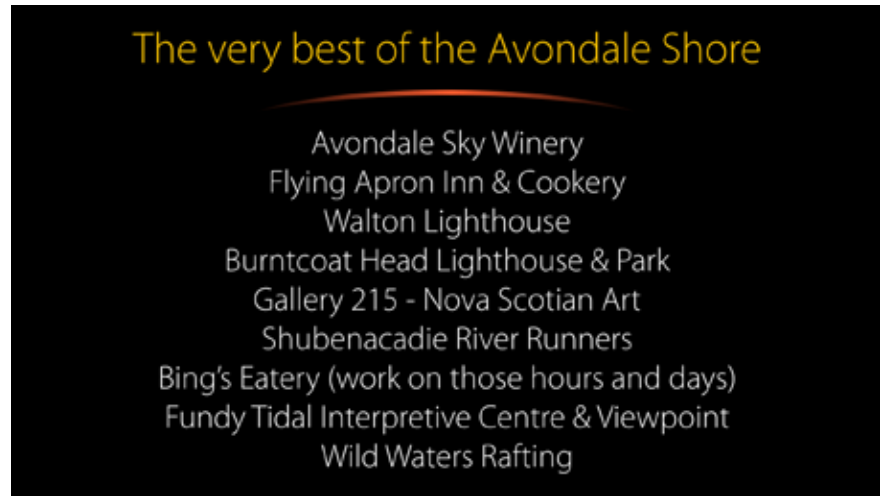 The very best of the Avondale Shore
Avondale Sky Winery
Flying Apron Inn & Cookery
Walton Lighthouse
Burntcoat Head Lighthouse & Park
Gallery 215 - Nova Scotian Art
Shubenacadie River Runners
Bing's Eatery (work on those hours and days)
Fundy Tidal Interpretive Centre & Viewpoint
Wild Waters Rafting